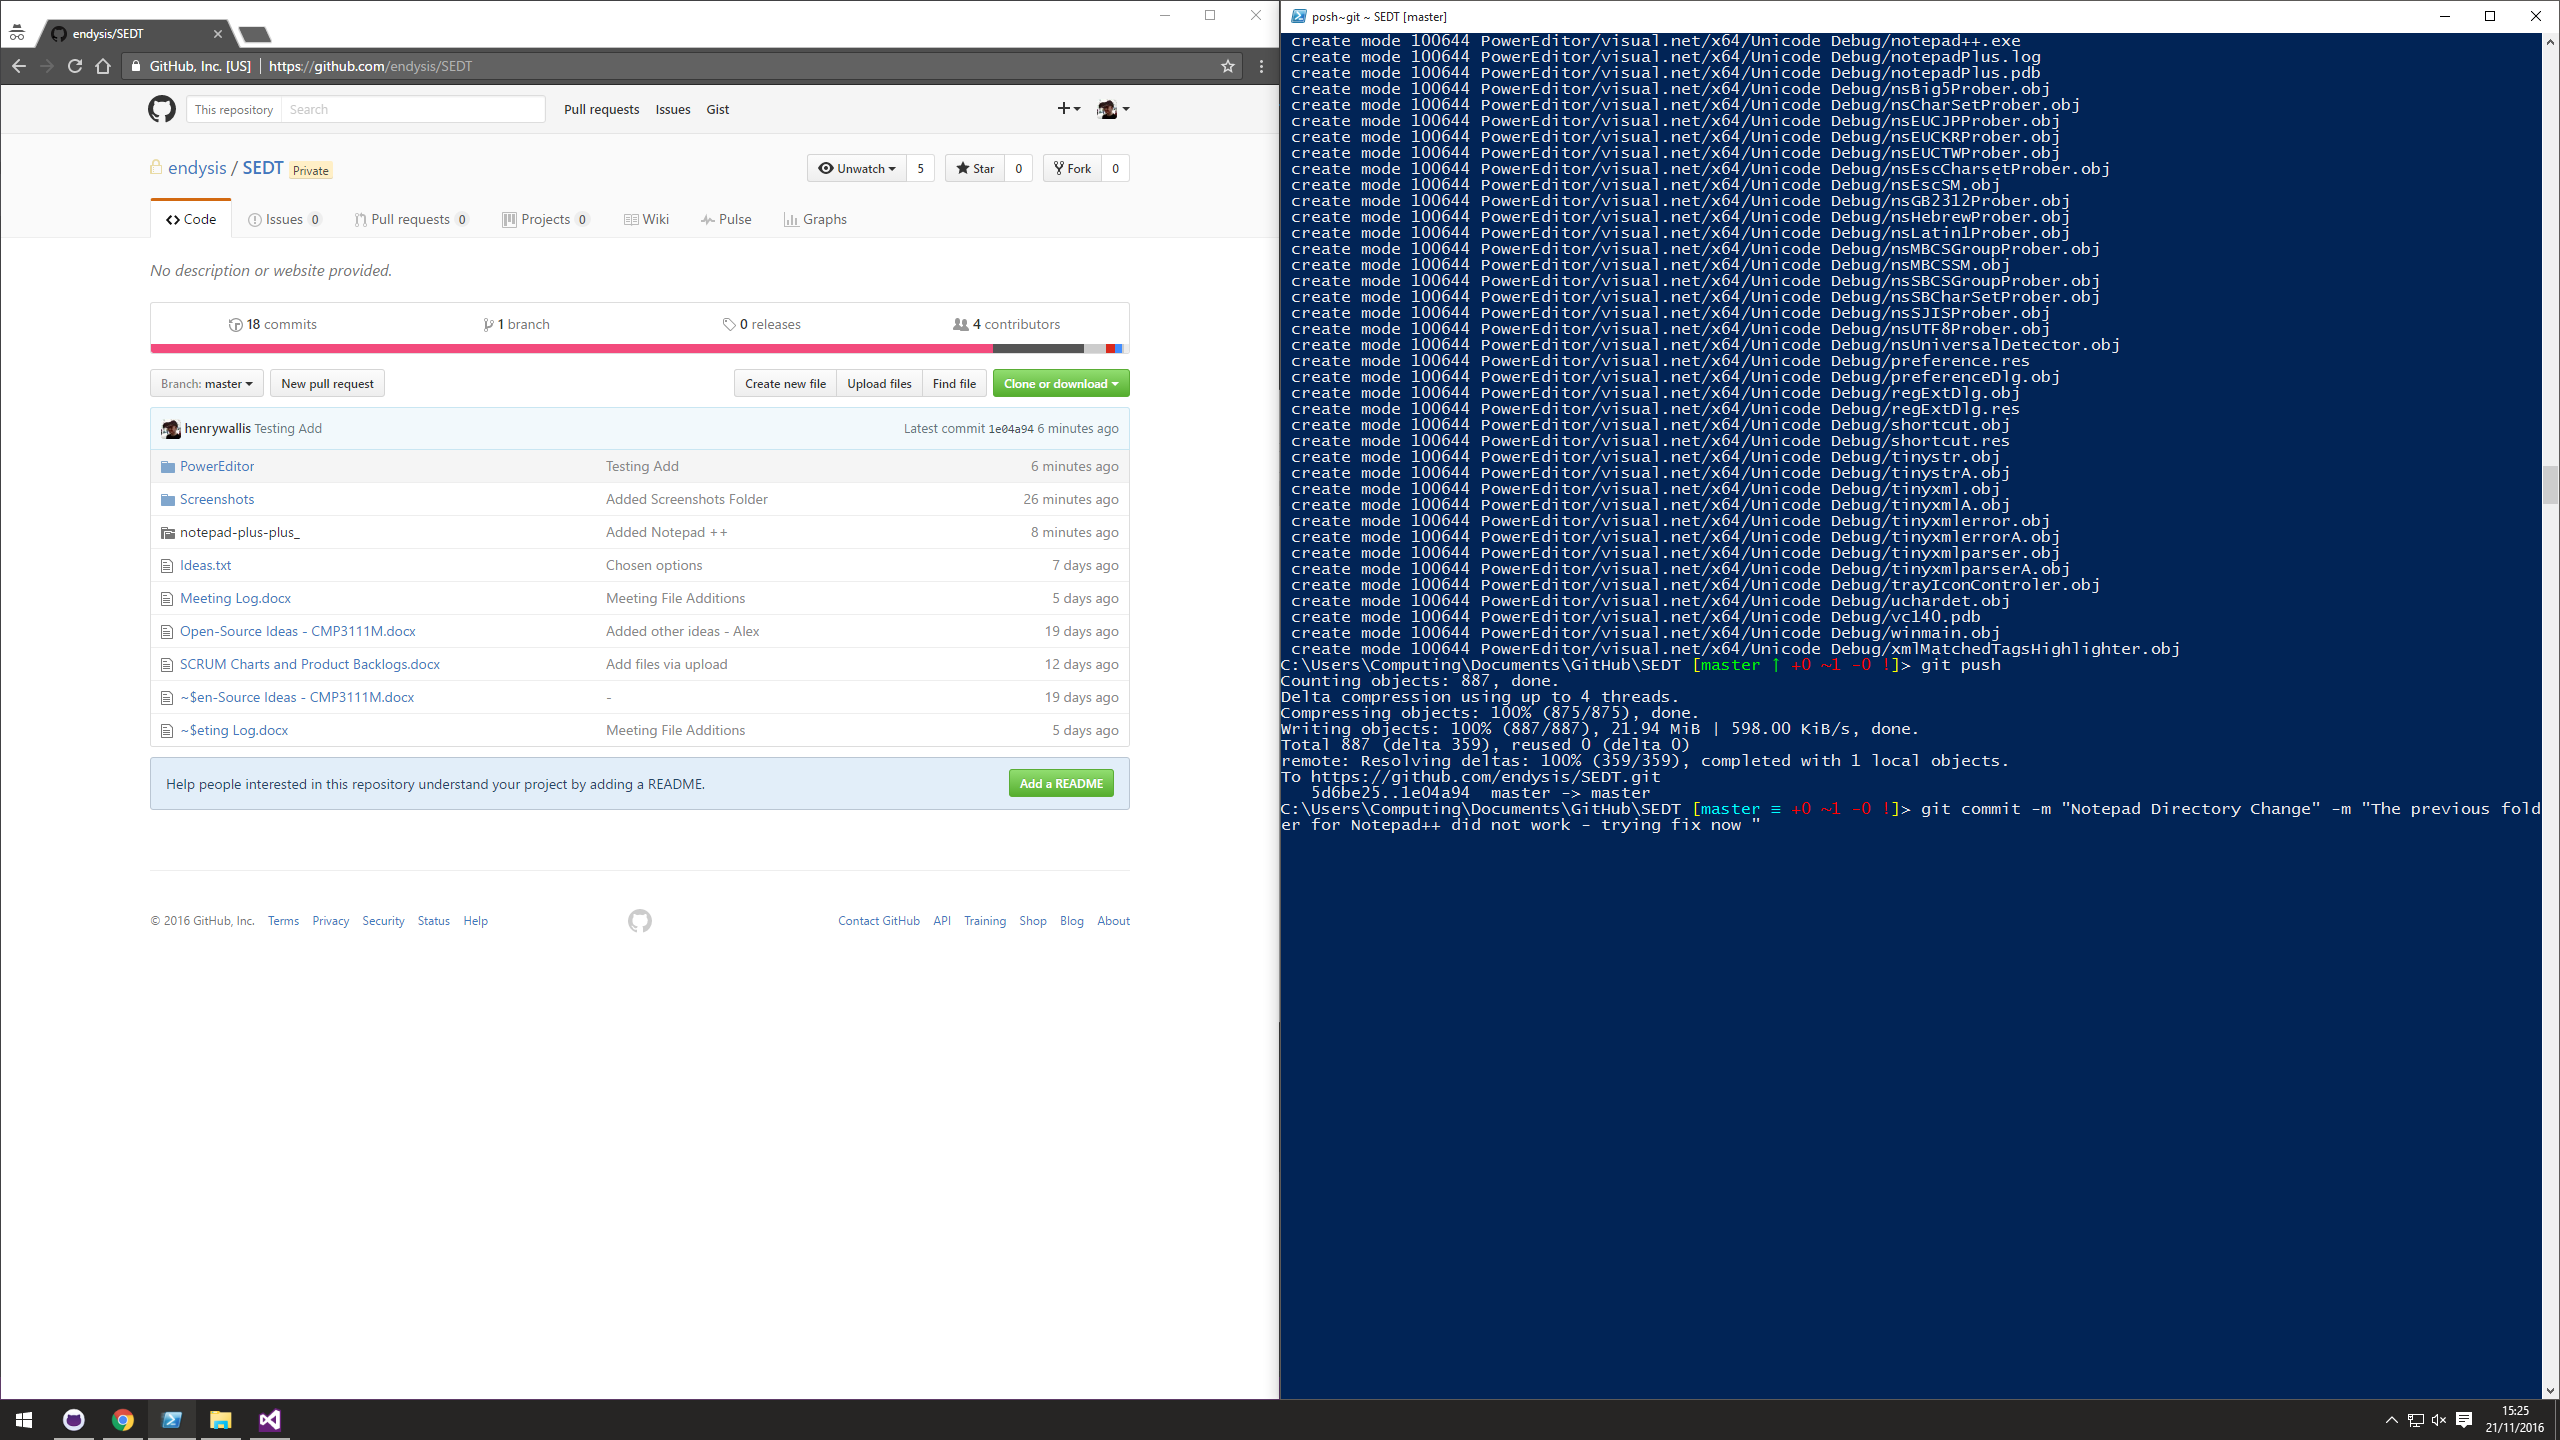 endysis/SEDT
GitHub, Inc. [US] | https://github.com/endysis/SEDT
This repository Search Pull requests Issues Gist
endysis / SEDT Private
Unwatch 5 Star 0 Fork 0
Code Issues 0 Pull requests 0 Projects 0 Wiki Pulse Graphs
No description or website provided.
18 commits 1 branch 0 releases 4 contributors
Branch: master New pull request Create new file Upload files Find file Clone or download
henrywallis Testing Add Latest commit 1e04a94 6 minutes ago
PowerEditor Testing Add 6 minutes ago
Screenshots Added Screenshots Folder 26 minutes ago
notepad-plus-plus_ Added Notepad ++ 8 minutes ago
Ideas.txt Chosen options 7 days ago
Meeting Log.docx Meeting File Additions 5 days ago
Open-Source Ideas - CMP3111M.docx Added other ideas - Alex 19 days ago
SCRUM Charts and Product Backlogs.docx Add files via upload 12 days ago
~$en-Source Ideas - CMP3111M.docx - 19 days ago
~$eting Log.docx Meeting File Additions 5 days ago
Help people interested in this repository understand your project by adding a README. Add a README
© 2016 GitHub, Inc. Terms Privacy Security Status Help Contact GitHub API Training Shop Blog About
posh~git ~ SEDT [master]
create mode 100644 PowerEditor/visual.net/x64/Unicode Debug/notepad++.exe
create mode 100644 PowerEditor/visual.net/x64/Unicode Debug/notepadPlus.log
create mode 100644 PowerEditor/visual.net/x64/Unicode Debug/notepadPlus.pdb
create mode 100644 PowerEditor/visual.net/x64/Unicode Debug/nsBig5Prober.obj
create mode 100644 PowerEditor/visual.net/x64/Unicode Debug/nsCharSetProber.obj
create mode 100644 PowerEditor/visual.net/x64/Unicode Debug/nsEUCJPProber.obj
create mode 100644 PowerEditor/visual.net/x64/Unicode Debug/nsEUCKRProber.obj
create mode 100644 PowerEditor/visual.net/x64/Unicode Debug/nsEUCTWProber.obj
create mode 100644 PowerEditor/visual.net/x64/Unicode Debug/nsEscCharsetProber.obj
create mode 100644 PowerEditor/visual.net/x64/Unicode Debug/nsEscSM.obj
create mode 100644 PowerEditor/visual.net/x64/Unicode Debug/nsGB2312Prober.obj
create mode 100644 PowerEditor/visual.net/x64/Unicode Debug/nsHebrewProber.obj
create mode 100644 PowerEditor/visual.net/x64/Unicode Debug/nsLatin1Prober.obj
create mode 100644 PowerEditor/visual.net/x64/Unicode Debug/nsMBCSGroupProber.obj
create mode 100644 PowerEditor/visual.net/x64/Unicode Debug/nsMBCSSM.obj
create mode 100644 PowerEditor/visual.net/x64/Unicode Debug/nsSBCSGroupProber.obj
create mode 100644 PowerEditor/visual.net/x64/Unicode Debug/nsSBCharSetProber.obj
create mode 100644 PowerEditor/visual.net/x64/Unicode Debug/nsSJISProber.obj
create mode 100644 PowerEditor/visual.net/x64/Unicode Debug/nsUTF8Prober.obj
create mode 100644 PowerEditor/visual.net/x64/Unicode Debug/nsUniversalDetector.obj
create mode 100644 PowerEditor/visual.net/x64/Unicode Debug/preference.res
create mode 100644 PowerEditor/visual.net/x64/Unicode Debug/preferenceDlg.obj
create mode 100644 PowerEditor/visual.net/x64/Unicode Debug/regExtDlg.obj
create mode 100644 PowerEditor/visual.net/x64/Unicode Debug/regExtDlg.res
create mode 100644 PowerEditor/visual.net/x64/Unicode Debug/shortcut.obj
create mode 100644 PowerEditor/visual.net/x64/Unicode Debug/shortcut.res
create mode 100644 PowerEditor/visual.net/x64/Unicode Debug/tinystr.obj
create mode 100644 PowerEditor/visual.net/x64/Unicode Debug/tinystrA.obj
create mode 100644 PowerEditor/visual.net/x64/Unicode Debug/tinyxml.obj
create mode 100644 PowerEditor/visual.net/x64/Unicode Debug/tinyxmlA.obj
create mode 100644 PowerEditor/visual.net/x64/Unicode Debug/tinyxmlerror.obj
create mode 100644 PowerEditor/visual.net/x64/Unicode Debug/tinyxmlerrorA.obj
create mode 100644 PowerEditor/visual.net/x64/Unicode Debug/tinyxmlparser.obj
create mode 100644 PowerEditor/visual.net/x64/Unicode Debug/tinyxmlparserA.obj
create mode 100644 PowerEditor/visual.net/x64/Unicode Debug/trayIconControler.obj
create mode 100644 PowerEditor/visual.net/x64/Unicode Debug/uchardet.obj
create mode 100644 PowerEditor/visual.net/x64/Unicode Debug/vc140.pdb
create mode 100644 PowerEditor/visual.net/x64/Unicode Debug/winmain.obj
create mode 100644 PowerEditor/visual.net/x64/Unicode Debug/xmlMatchedTagsHighlighter.obj
C:\Users\Computing\Documents\GitHub\SEDT [master ↑ +0 ~1 -0 !]> git push
Counting objects: 887, done.
Delta compression using up to 4 threads.
Compressing objects: 100% (875/875), done.
Writing objects: 100% (887/887), 21.94 MiB | 598.00 KiB/s, done.
Total 887 (delta 359), reused 0 (delta 0)
remote: Resolving deltas: 100% (359/359), completed with 1 local objects.
To https://github.com/endysis/SEDT.git
5d6be25..1e04a94 master -> master
C:\Users\Computing\Documents\GitHub\SEDT [master ≡ +0 ~1 -0 !]> git commit -m "Notepad Directory Change" -m "The previous fold
er for Notepad++ did not work - trying fix now "
15:25
21/11/2016